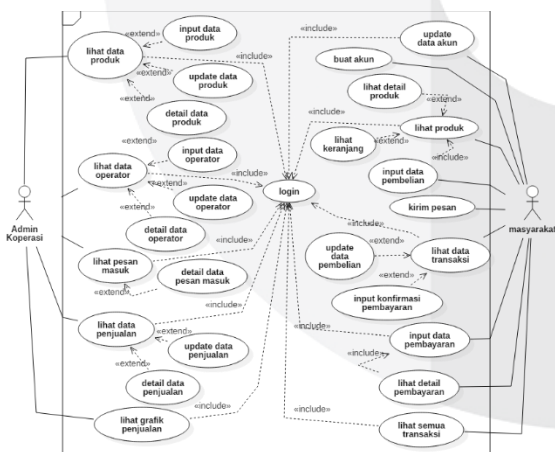 lihat data
produk
«extend»
input data
produk
«include»
«extend»
update data
produk
«extend»
detail data
produk
«extend»
input data
operator
lihat data
operator
«include»
«extend»
update data
operator
«extend»
detail data
operator
Admin
Koperasi
lihat pesan
masuk
«include»
«extend»
detail data
pesan masuk
lihat data
penjualan
«include»
«extend»
update data
penjualan
«extend»
detail data
penjualan
lihat grafik
penjualan
«include»
login
«include»
update
data akun
buat akun
lihat detail
produk
«extend»
«include»
lihat produk
lihat
keranjang
«extend»
«include»
input data
pembelian
kirim pesan
masyarakat
«include»
update
data
pembelian
«extend»
lihat data
transaksi
«extend»
input konfirmasi
pembayaran
«include»
input data
pembayaran
«include»
lihat detail
pembayaran
«include»
lihat semua
transaksi